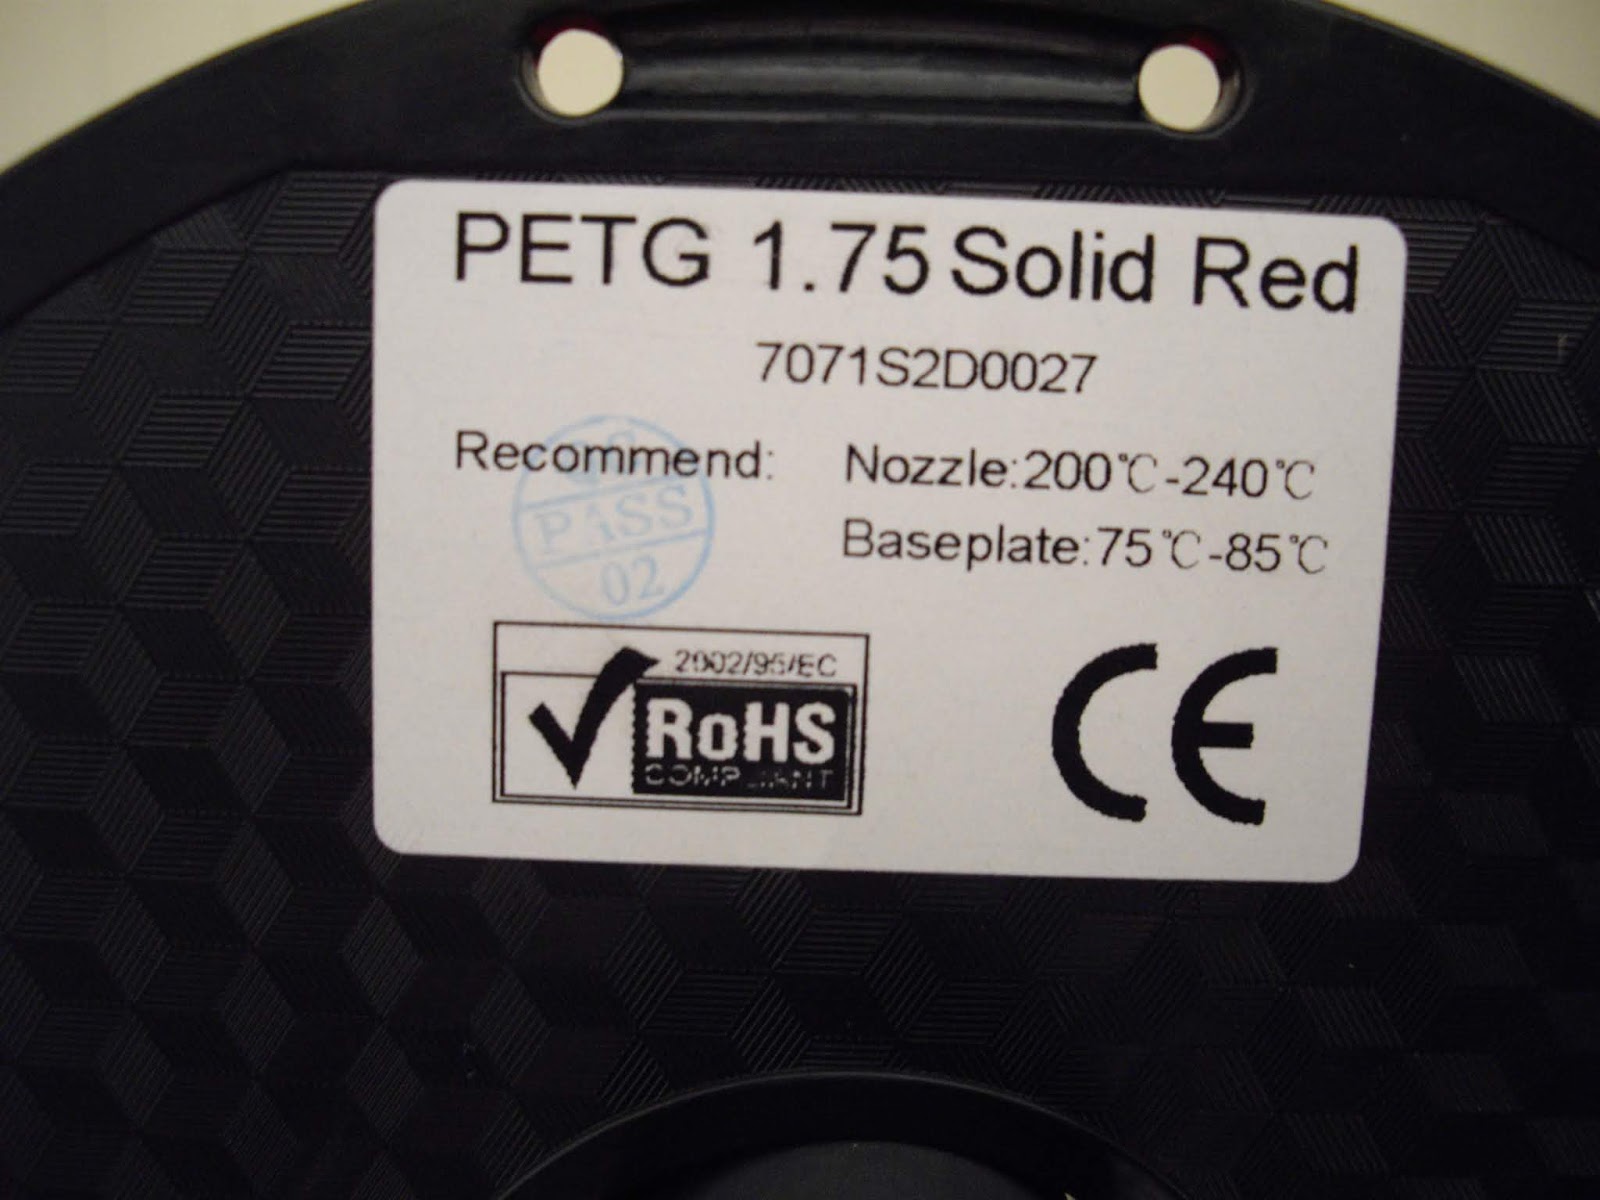 PETG 1.75 Solid Red
7071S2D0027
Recommend: Nozzle:200℃-240℃
Baseplate:75℃-85℃
PASS
02
2002/95/EC
RoHS
COMPLIANT
CE